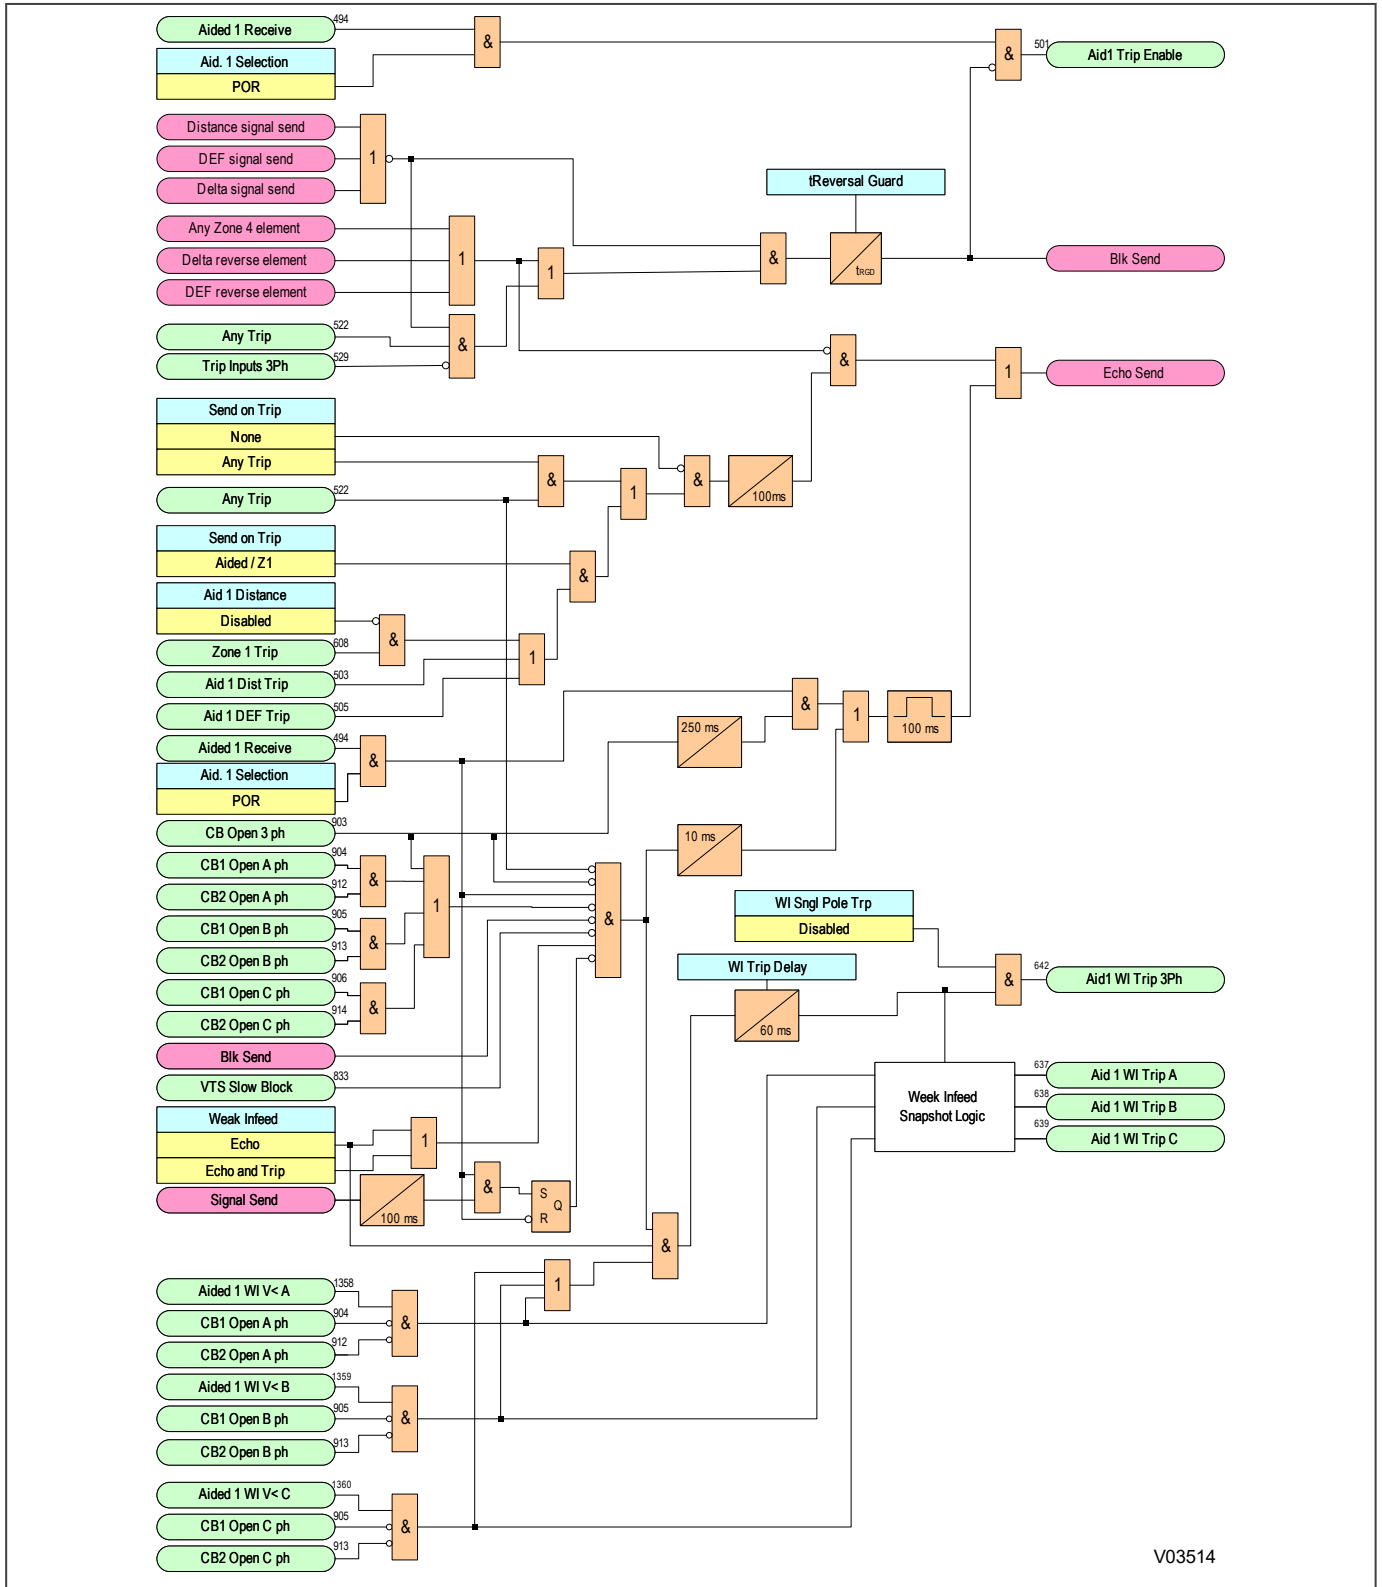 494
Aided 1 Receive
&
&
501
Aid1 Trip Enable
Aid. 1 Selection
POR
Distance signal send
DEF signal send
1
Delta signal send
tReversal Guard
Any Zone 4 element
Delta reverse element
1
1
&
tRGD
Blk Send
DEF reverse element
522
Any Trip
&
529
Trip Inputs 3Ph
&
1
Echo Send
Send on Trip
None
Any Trip
&
522
Any Trip
1
&
100ms
Send on Trip
Aided / Z1
&
Aid 1 Distance
Disabled
&
608
Zone 1 Trip
1
503
Aid 1 Dist Trip
505
Aid 1 DEF Trip
&
1
100 ms
494
Aided 1 Receive
&
250 ms
Aid. 1 Selection
POR
903
CB Open 3 ph
10 ms
904
CB1 Open A ph
&
912
CB2 Open A ph
1
&
905
CB1 Open B ph
&
913
CB2 Open B ph
906
CB1 Open C ph
&
914
CB2 Open C ph
WI Sngl Pole Trp
Disabled
WI Trip Delay
60 ms
&
642
Aid1 WI Trip 3Ph
Blk Send
833
VTS Slow Block
Week Infeed
Snapshot Logic
637
Aid 1 WI Trip A
638
Aid 1 WI Trip B
639
Aid 1 WI Trip C
Weak Infeed
Echo
1
Echo and Trip
Signal Send
100 ms
&
S
Q
R
&
1
1358
Aided 1 WI V< A
904
CB1 Open A ph
&
912
CB2 Open A ph
1359
Aided 1 WI V< B
905
CB1 Open B ph
&
913
CB2 Open B ph
1360
Aided 1 WI V< C
905
CB1 Open C ph
&
913
CB2 Open C ph
V03514